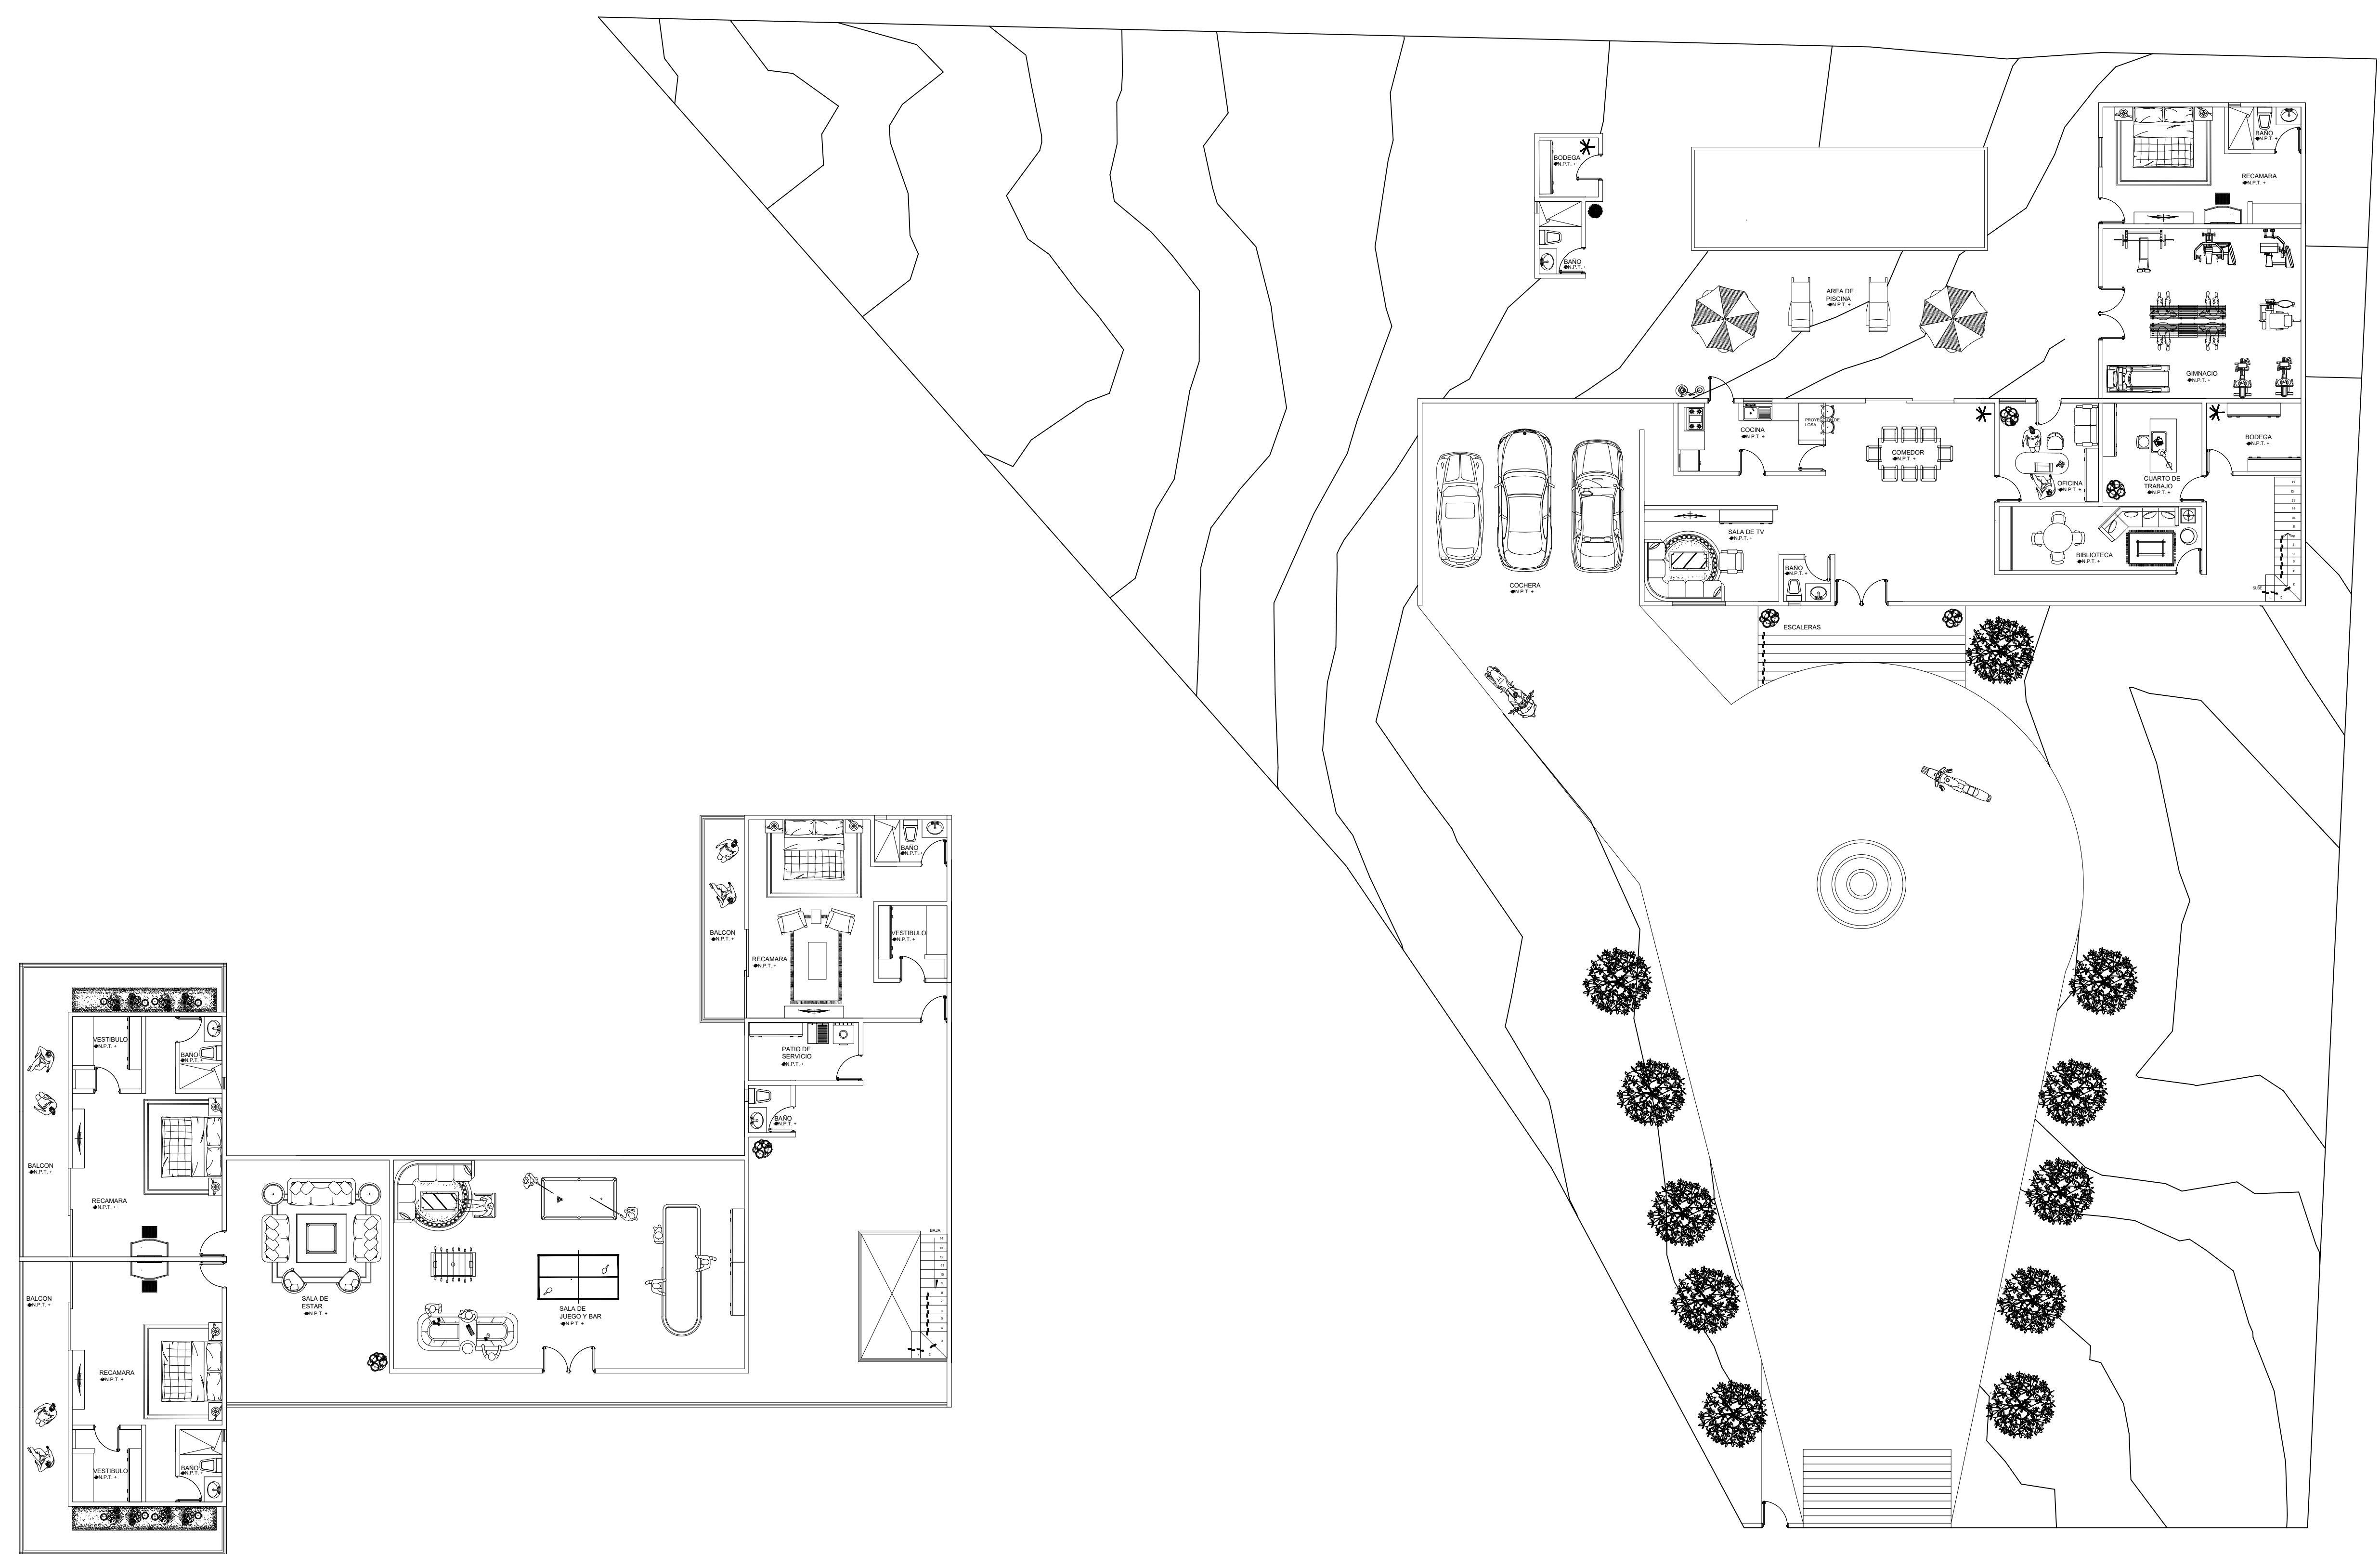 BODEGA
N.P.T. +
BAÑO
N.P.T. +
AREA DE
PISCINA
N.P.T. +
BAÑO
N.P.T. +
RECAMARA
N.P.T. +
GIMNACIO
N.P.T. +
COCINA
N.P.T. +
COMEDOR
N.P.T. +
OFICINA
N.P.T. +
CUARTO DE
TRABAJO
N.P.T. +
BODEGA
N.P.T. +
SALA DE TV
N.P.T. +
BIBLIOTECA
N.P.T. +
BAÑO
N.P.T. +
COCHERA
N.P.T. +
ESCALERAS
BAÑO
N.P.T. +
BALCON
N.P.T. +
VESTIBULO
N.P.T. +
RECAMARA
N.P.T. +
PATIO DE
SERVICIO
N.P.T. +
BAÑO
N.P.T. +
VESTIBULO
N.P.T. +
BAÑO
N.P.T. +
BALCON
N.P.T. +
RECAMARA
N.P.T. +
BALCON
N.P.T. +
SALA DE
ESTAR
N.P.T. +
SALA DE
JUEGO Y BAR
N.P.T. +
BAJA
RECAMARA
N.P.T. +
VESTIBULO
N.P.T. +
BAÑO
N.P.T. +